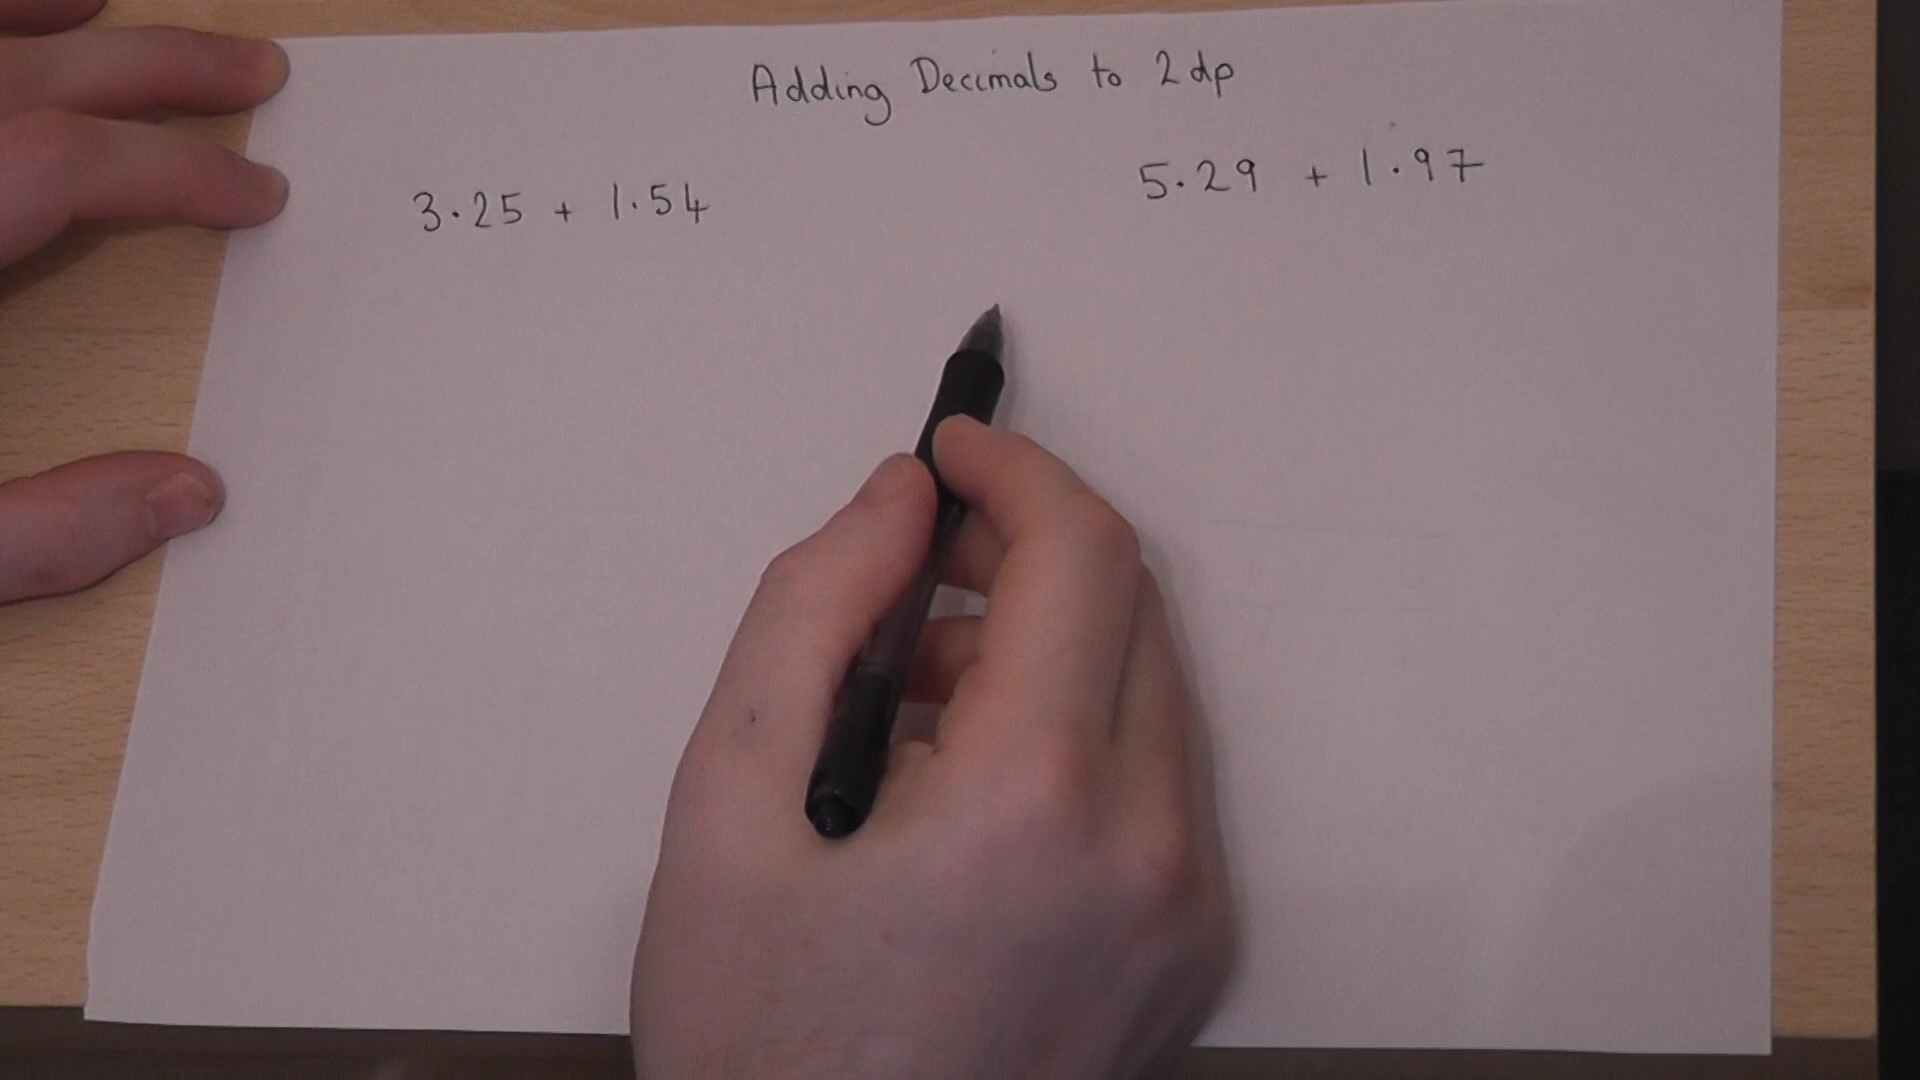 Adding Decimals to 2dp
3.25 + 1.54
5.29 + 1.97